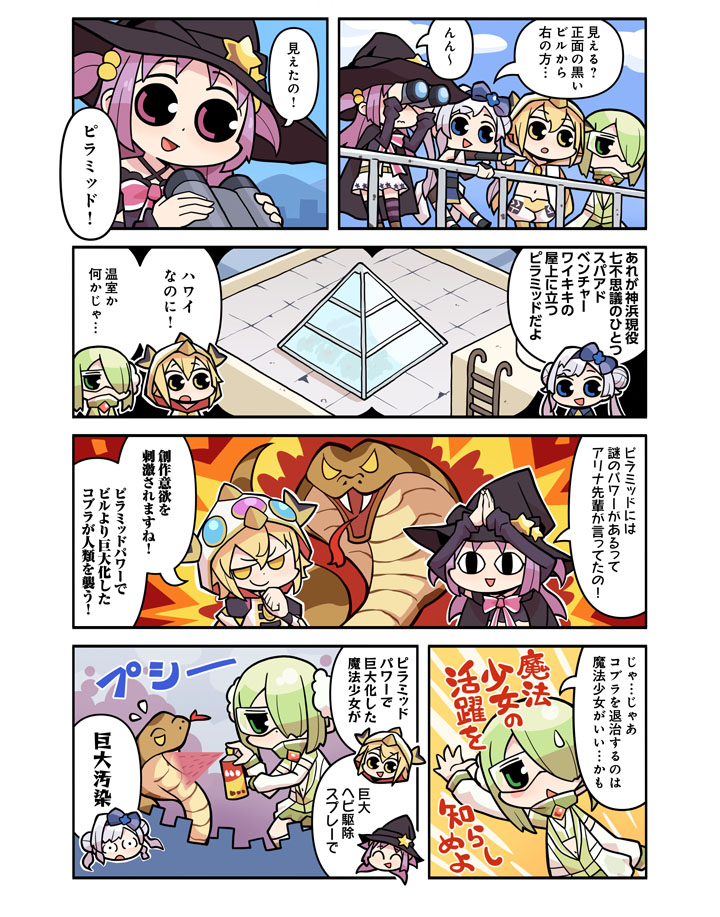 見える?
正面の黒い
ビルから
右の方…
んん〜
見えたの!
ピラミッド!
あれが神浜現役
七不思議のひとつ
スパアド
ベンチャー
ワイキキの
屋上に立つ
ピラミッドだよ
ハワイ
なのに!
温室か
何かじゃ…
ピラミッドには
謎のパワーがあるって
アリナ先輩が言ってたの!
創作意欲を
刺激されますね!
ピラミッドパワーで
ビルより巨大化した
コブラが人類を襲う!
じゃ…じゃあ
コブラを退治するのは
魔法少女がいい…かも
魔法
少女の
活躍を
知らし
めぬよ
ピラミッド
パワーで
巨大化した
魔法少女が
巨大
ヘビ駆除
スプレーで
プシー
巨大汚染